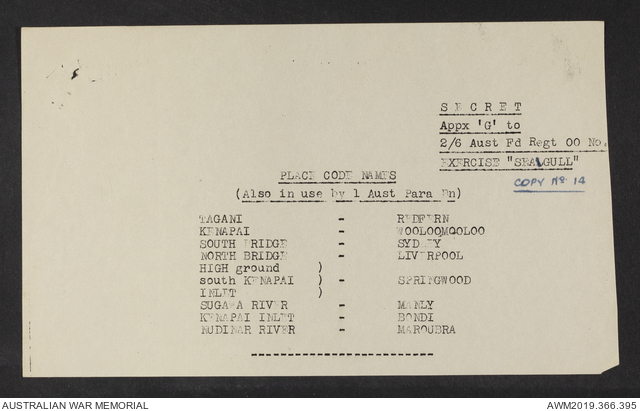 S E C R E T
Appx 'G' to
2/6 Aust Fd Regt OO No.
EXERCISE "SEAGULL"
COPY No. 14
PLACE CODE NAMES
(Also in use by 1 Aust Para Bn)
TAGANI - REDFERN
KENAPAI - WOOLOOMOOLOO
SOUTH BRIDGE - SYDNEY
NORTH BRIDGE - LIVERPOOL
HIGH ground )
south KENAPAI ) - SPRINGWOOD
INLET )
SUGAWA RIVER - MANLY
KENAPAI INLET - BONDI
NUDINAR RIVER - MAROUBRA
AUSTRALIAN WAR MEMORIAL
AWM2019.366.395